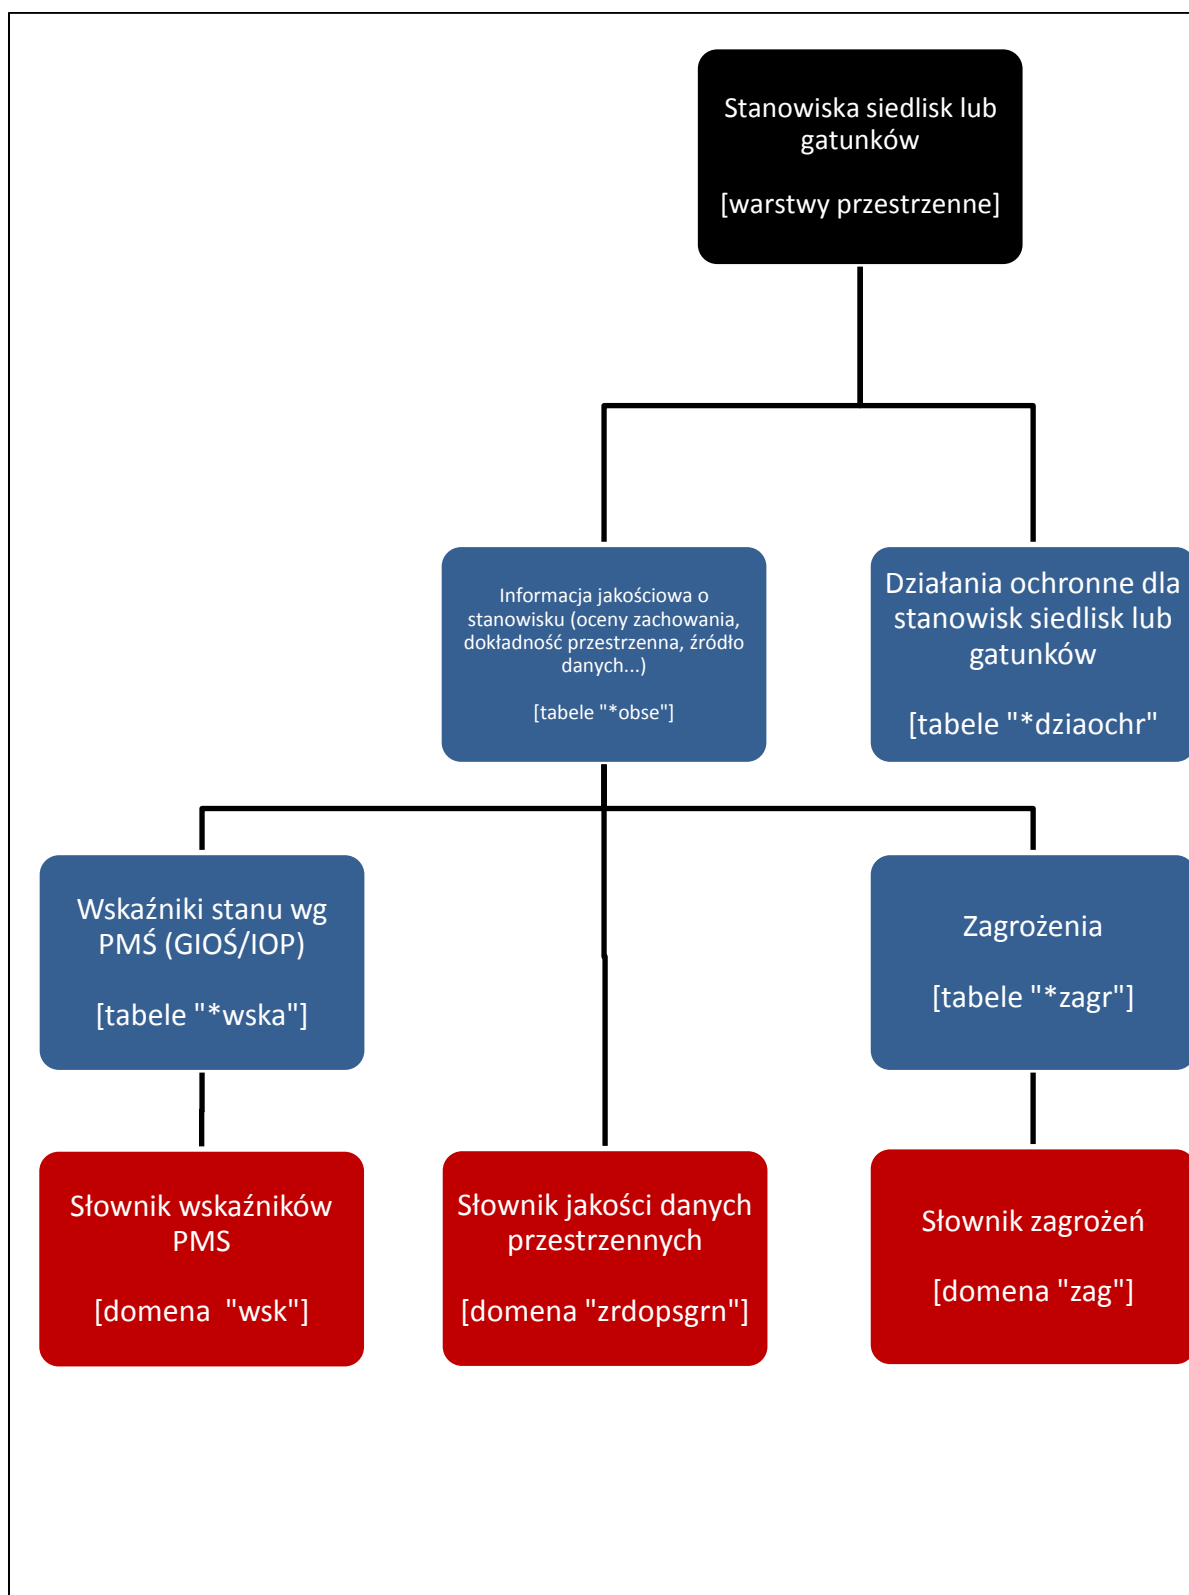 Stanowiska siedlisk lub
gatunków
[warstwy przestrzenne]
Informacja jakościowa o
stanowisku (oceny zachowania,
dokładność przestrzenna, źródło
danych...)
[tabele "*obse"]
Działania ochronne dla
stanowisk siedlisk lub
gatunków
[tabele "*dziaochr"
Wskaźniki stanu wg
PMŚ (GIOŚ/IOP)
[tabele "*wska"]
Zagrożenia
[tabele "*zagr"]
Słownik wskaźników
PMS
[domena  "wsk"]
Słownik jakości danych
przestrzennych
[domena "zrdopsgrn"]
Słownik zagrożeń
[domena "zag"]